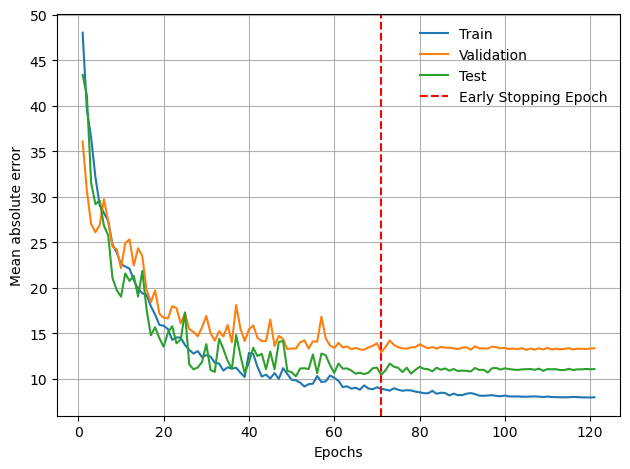 50
45
40
35
30
25
20
15
10
Mean absolute error
Train
Validation
Test
Early Stopping Epoch
0 20 40 60 80 100 120
Epochs